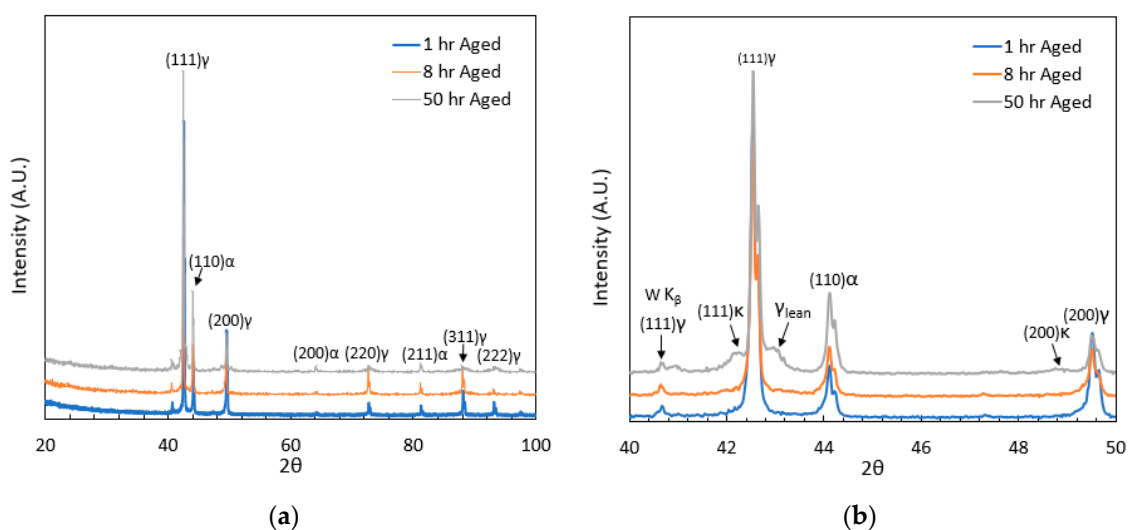 (111)γ
1 hr Aged
8 hr Aged
50 hr Aged
(110)α
(200)γ
(200)α
(220)γ
(211)α
(311)γ
(222)γ
Intensity (A.U.)
20
40
60
80
100
2θ
(a)
(111)γ
1 hr Aged
8 hr Aged
50 hr Aged
W Kβ
(111)γ
(111)κ
γlean
(110)α
(200)κ
(200)γ
Intensity (A.U.)
40
42
44
46
48
50
2θ
(b)